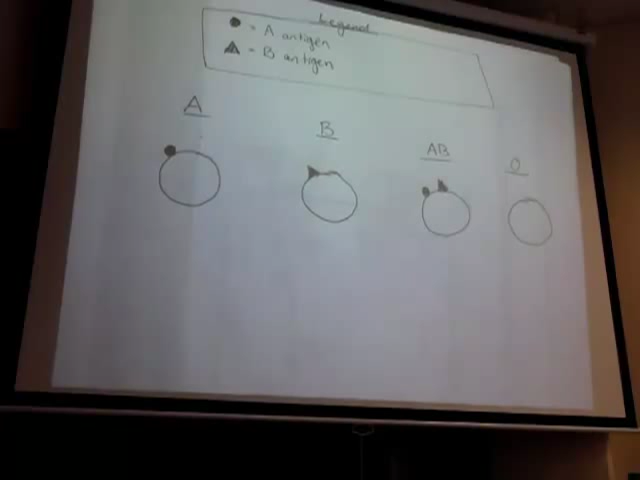 Legend
= A antigen
= B antigen
A
B
AB
O